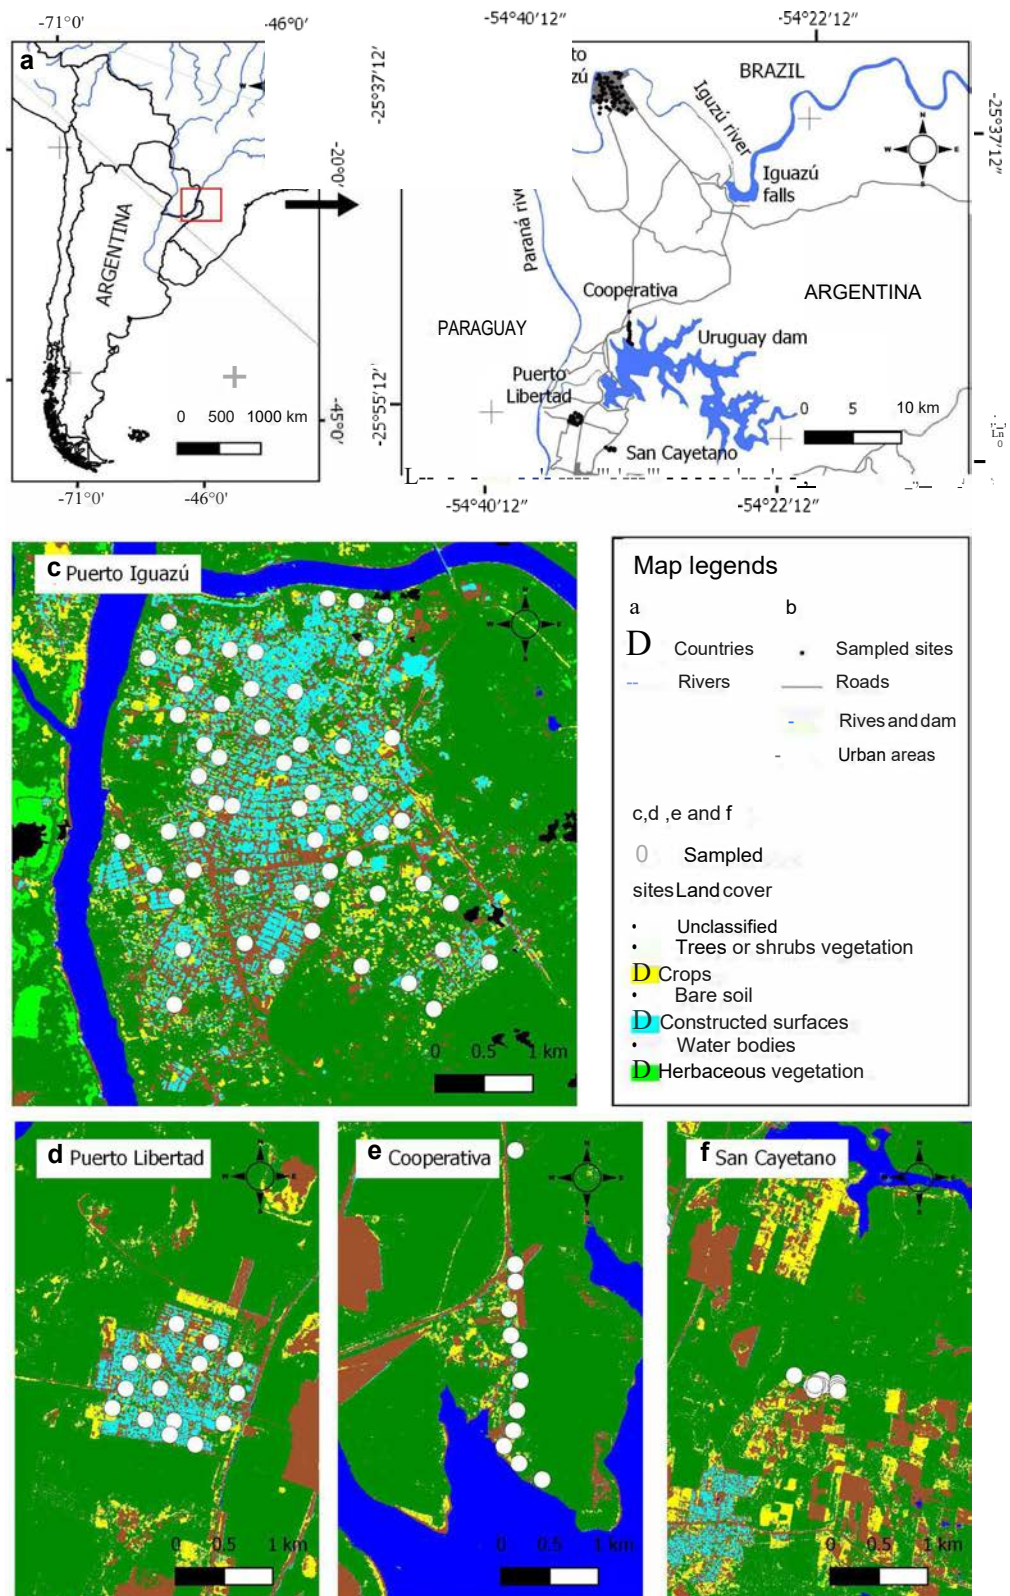 -71°0'
-46°0'
-54°40'12"
-54°22'12"
a
-25°37'12"
-20°0'
ARGENTINA
0 500 1000 km
-45°0'
-71°0'
-46°0'
to
zú
BRAZIL
Iguzú river
Iguazú
falls
-25°37'12"
Paraná rive
Cooperativa
ARGENTINA
PARAGUAY
Uruguay dam
Puerto
Libertad
-25°55'12"
0 5 10 km
San Cayetano
-54°40'12"
-54°22'12"
c Puerto Iguazú
0 0.5 1 km
Map legends
a b
Countries
Sampled sites
Rivers
Roads
Rives and dam
Urban areas
c,d ,e and f
Sampled
sites Land cover
Unclassified
Trees or shrubs vegetation
D Crops
Bare soil
D Constructed surfaces
Water bodies
D Herbaceous vegetation
d Puerto Libertad
0 0.5 1 km
e Cooperativa
0 0.5 1 km
f San Cayetano
0 0.5 1 km